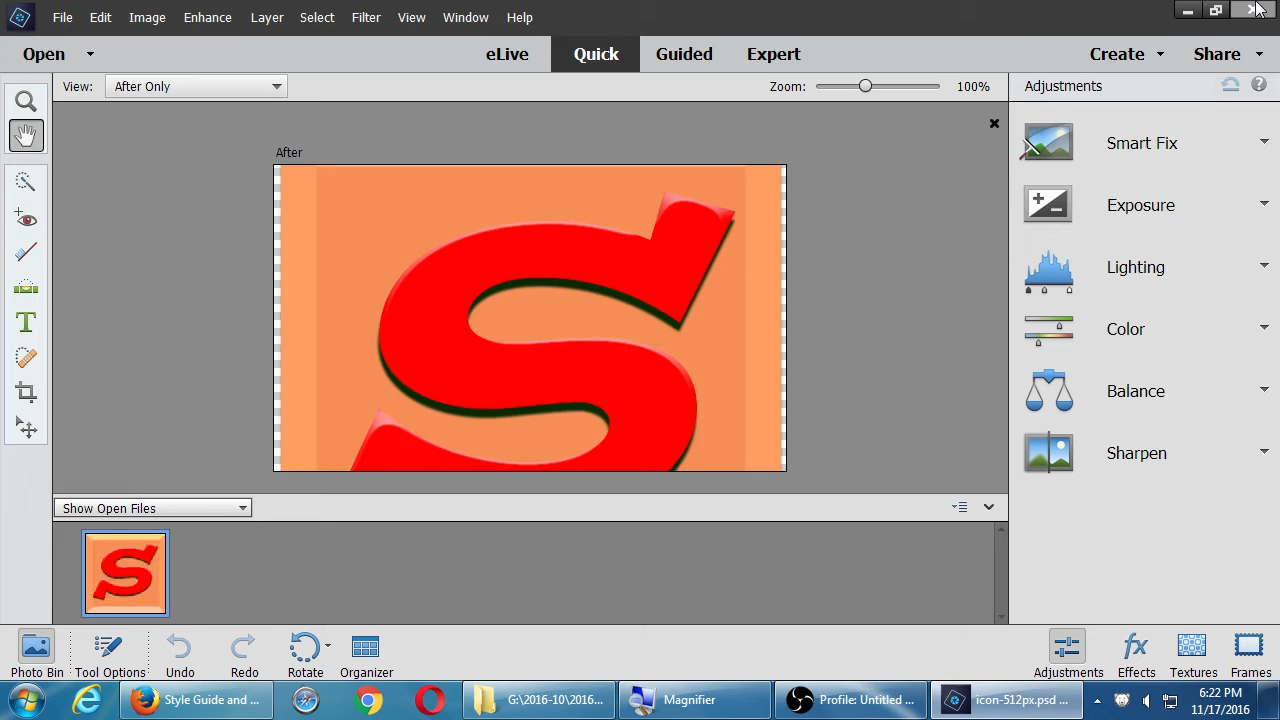 File Edit Image Enhance Layer Select Filter View Window Help
Open eLive Quick Guided Expert Create Share
View: After Only Zoom: 100% Adjustments
After
Smart Fix
Exposure
Lighting
Color
Balance
Sharpen
S
Show Open Files
S
Photo Bin Tool Options Undo Redo Rotate Organizer Adjustments Effects Textures Frames
Style Guide and ... G:\2016-10\2016... Magnifier Profile: Untitled ... icon-512px.psd ... 6:22 PM
11/17/2016